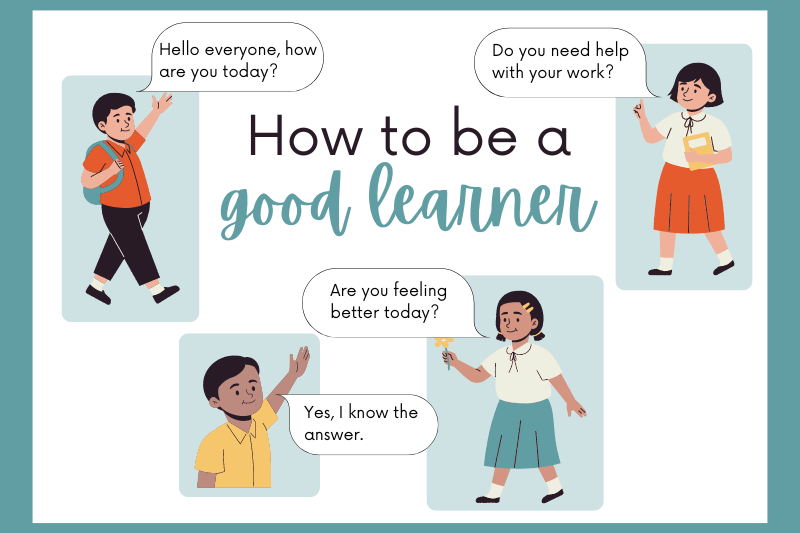 Hello everyone, how
are you today?
Do you need help
with your work?
How to be a
good learner
Are you feeling
better today?
Yes, I know the
answer.